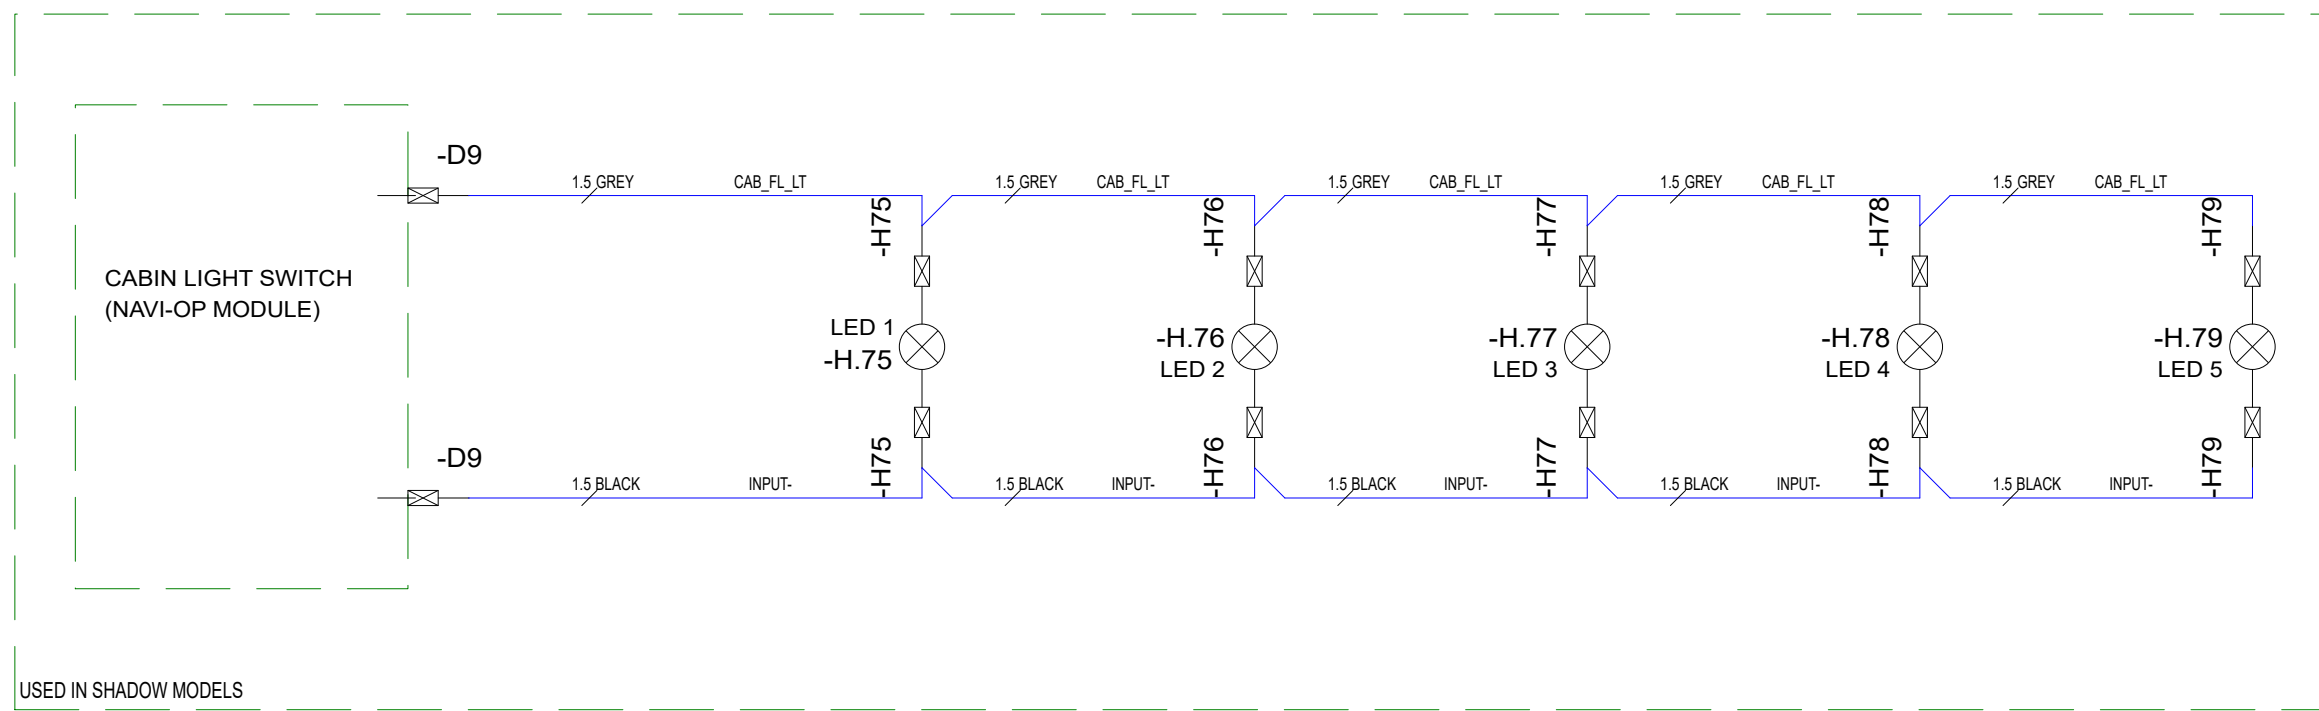 -D9
1.5 GREY
CAB_FL_LT
-H75
1.5 GREY
CAB_FL_LT
-H76
1.5 GREY
CAB_FL_LT
-H77
1.5 GREY
CAB_FL_LT
-H78
1.5 GREY
CAB_FL_LT
-H79
CABIN LIGHT SWITCH
(NAVI-OP MODULE)
LED 1
-H.75
-H.76
LED 2
-H.77
LED 3
-H.78
LED 4
-H.79
LED 5
-D9
1.5 BLACK
INPUT-
-H75
1.5 BLACK
INPUT-
-H76
1.5 BLACK
INPUT-
-H77
1.5 BLACK
INPUT-
-H78
1.5 BLACK
INPUT-
-H79
USED IN SHADOW MODELS